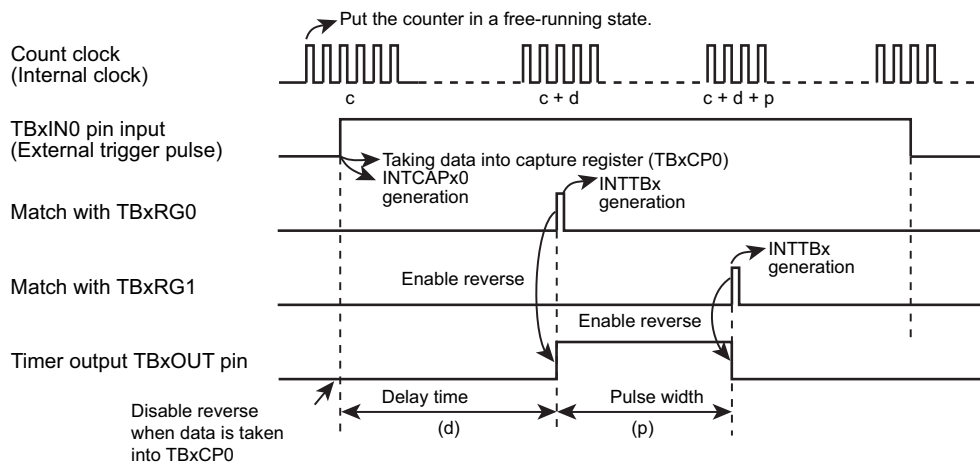 Put the counter in a free-running state.
Count clock
(Internal clock)
c
c + d
c + d + p
TBxIN0 pin input
(External trigger pulse)
Taking data into capture register (TBxCP0)
INTCAPx0
generation
INTTBx
generation
Match with TBxRG0
INTTBx
generation
Enable reverse
Match with TBxRG1
Enable reverse
Timer output TBxOUT pin
Disable reverse
when data is taken
into TBxCP0
Delay time
(d)
Pulse width
(p)